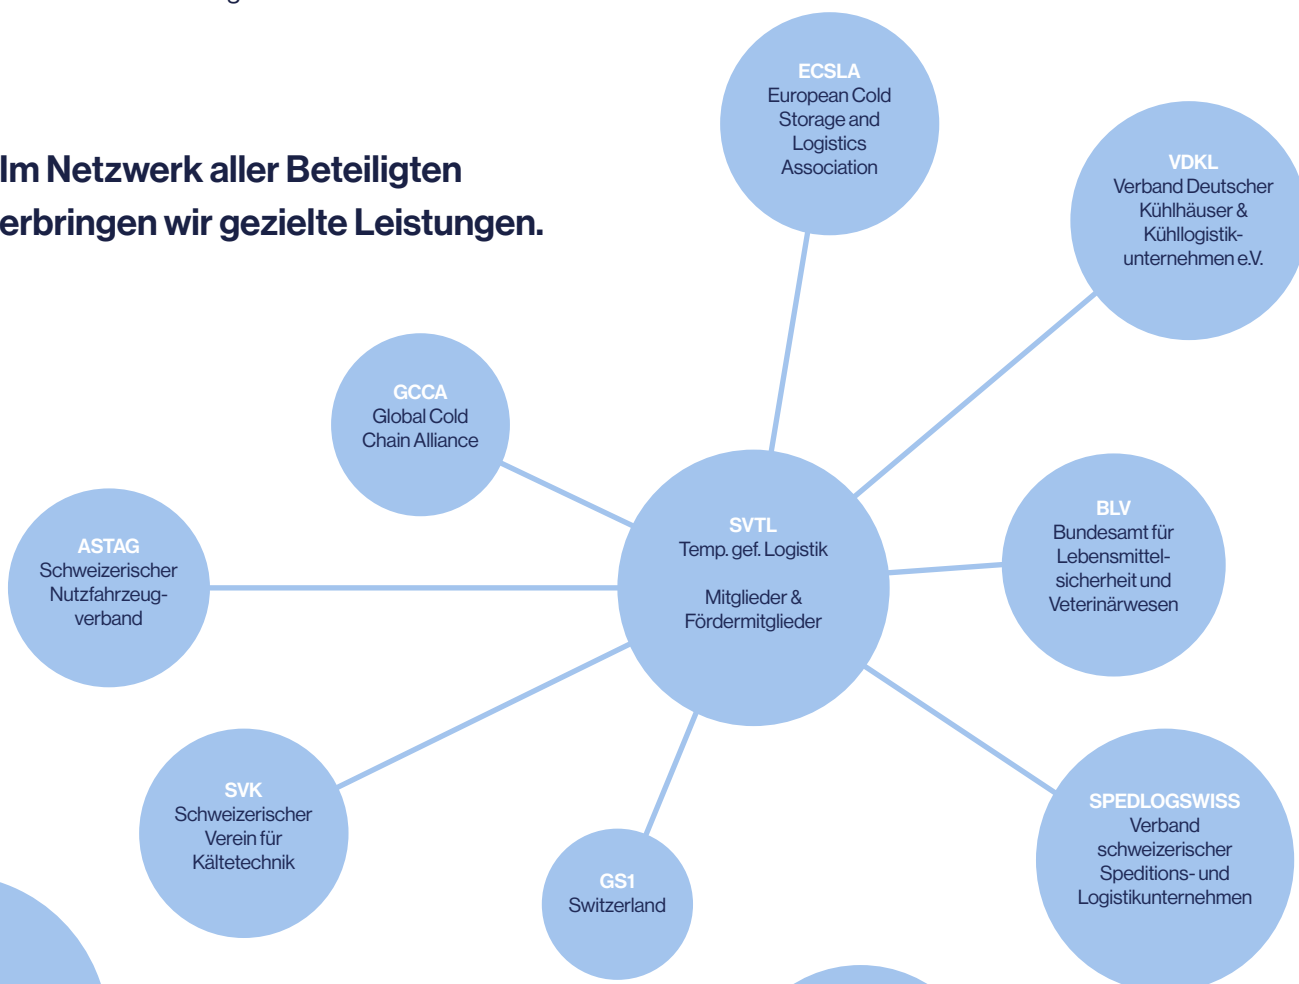 Im Netzwerk aller Beteiligten
erbringen wir gezielte Leistungen.
ECSLA
European Cold
Storage and
Logistics
Association
VDKL
Verband Deutscher
Kühlhäuser &
Kühllogistik-
unternehmen e.V.
GCCA
Global Cold
Chain Alliance
SVTL
Temp. gef. Logistik
Mitglieder &
Fördermitglieder
BLV
Bundesamt für
Lebensmittel-
sicherheit und
Veterinärwesen
ASTAG
Schweizerischer
Nutzfahrzeug-
verband
SVK
Schweizerischer
Verein für
Kältetechnik
GS1
Switzerland
SPEDLOGSWISS
Verband
schweizerischer
Speditions- und
Logistikunternehmen